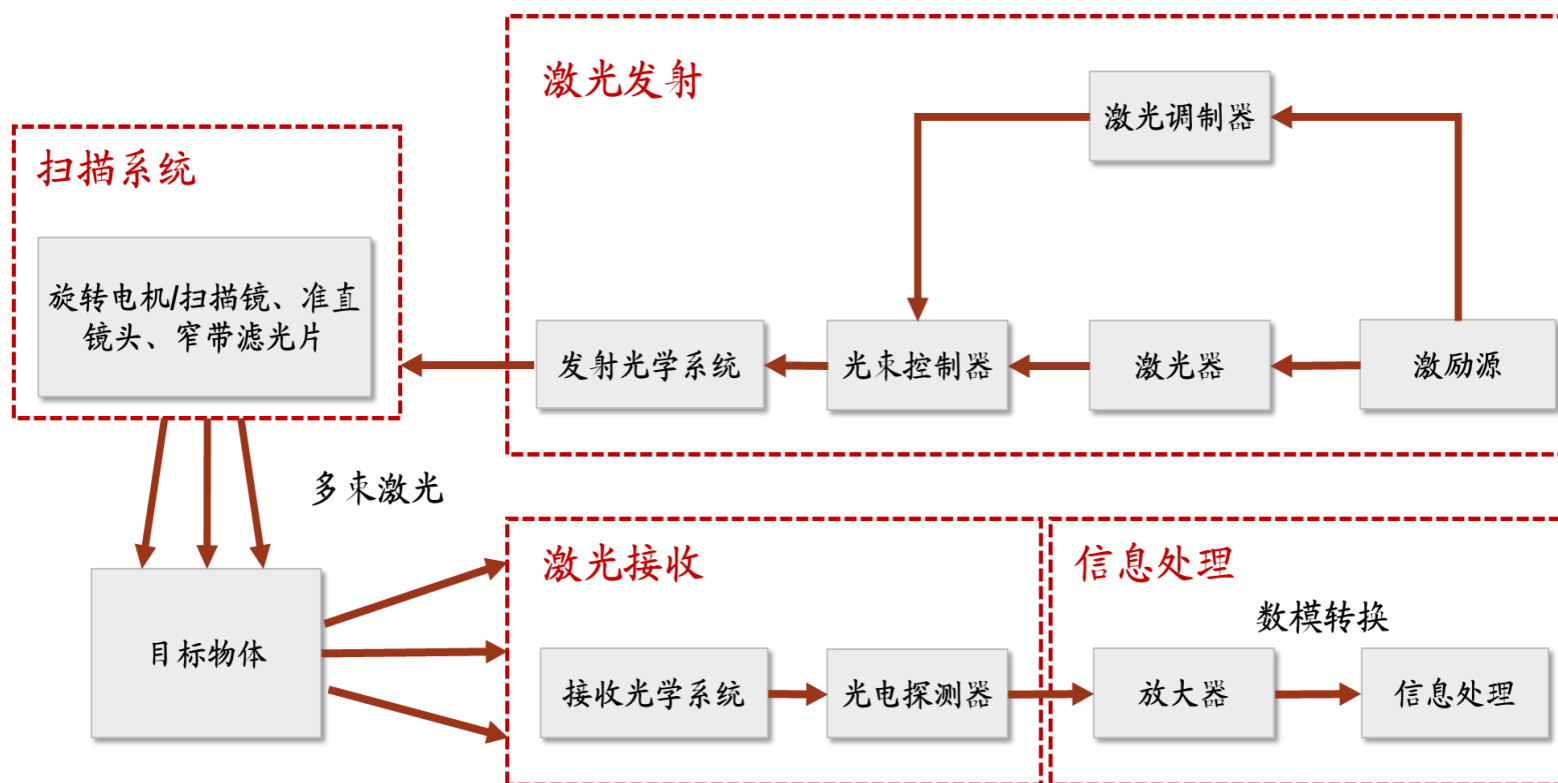 激光发射
激光调制器
扫描系统
旋转电机/扫描镜、准直
镜头、窄带滤光片
发射光学系统
光束控制器
激光器
激励源
多束激光
激光接收
信息处理
数模转换
目标物体
接收光学系统
光电探测器
放大器
信息处理